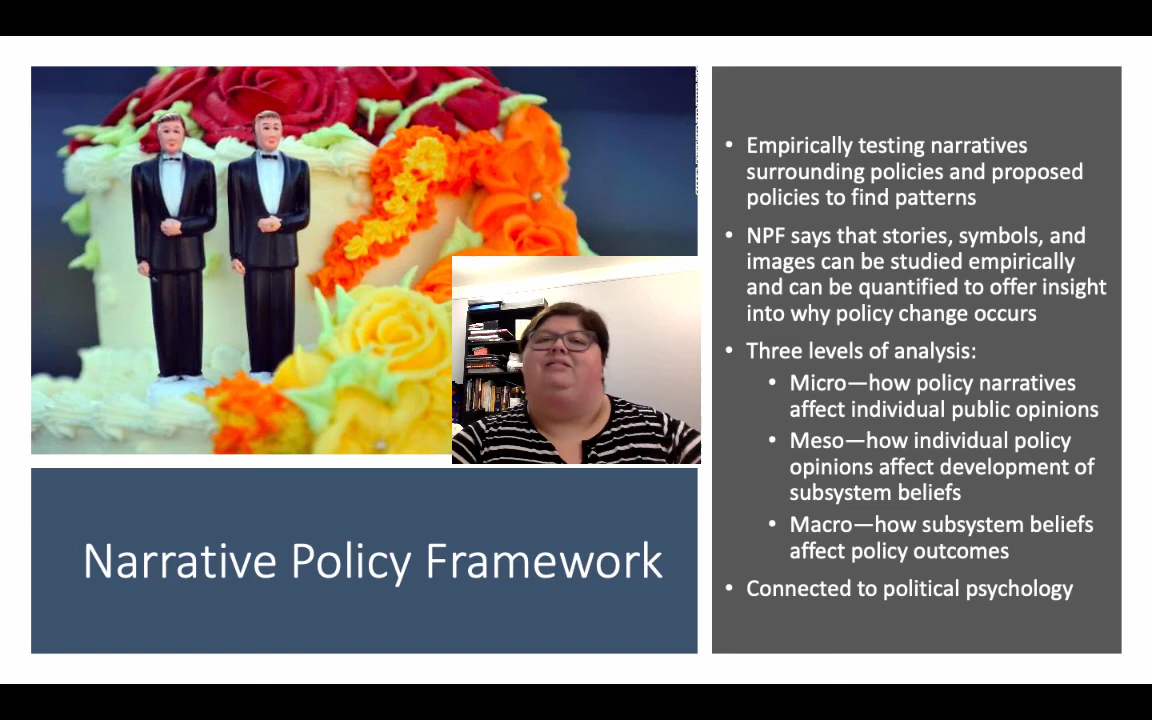 Narrative Policy Framework
• Empirically testing narratives
surrounding policies and proposed
policies to find patterns
• NPF says that stories, symbols, and
images can be studied empirically
and can be quantified to offer insight
into why policy change occurs
• Three levels of analysis:
• Micro—how policy narratives
affect individual public opinions
• Meso—how individual policy
opinions affect development of
subsystem beliefs
• Macro—how subsystem beliefs
affect policy outcomes
• Connected to political psychology